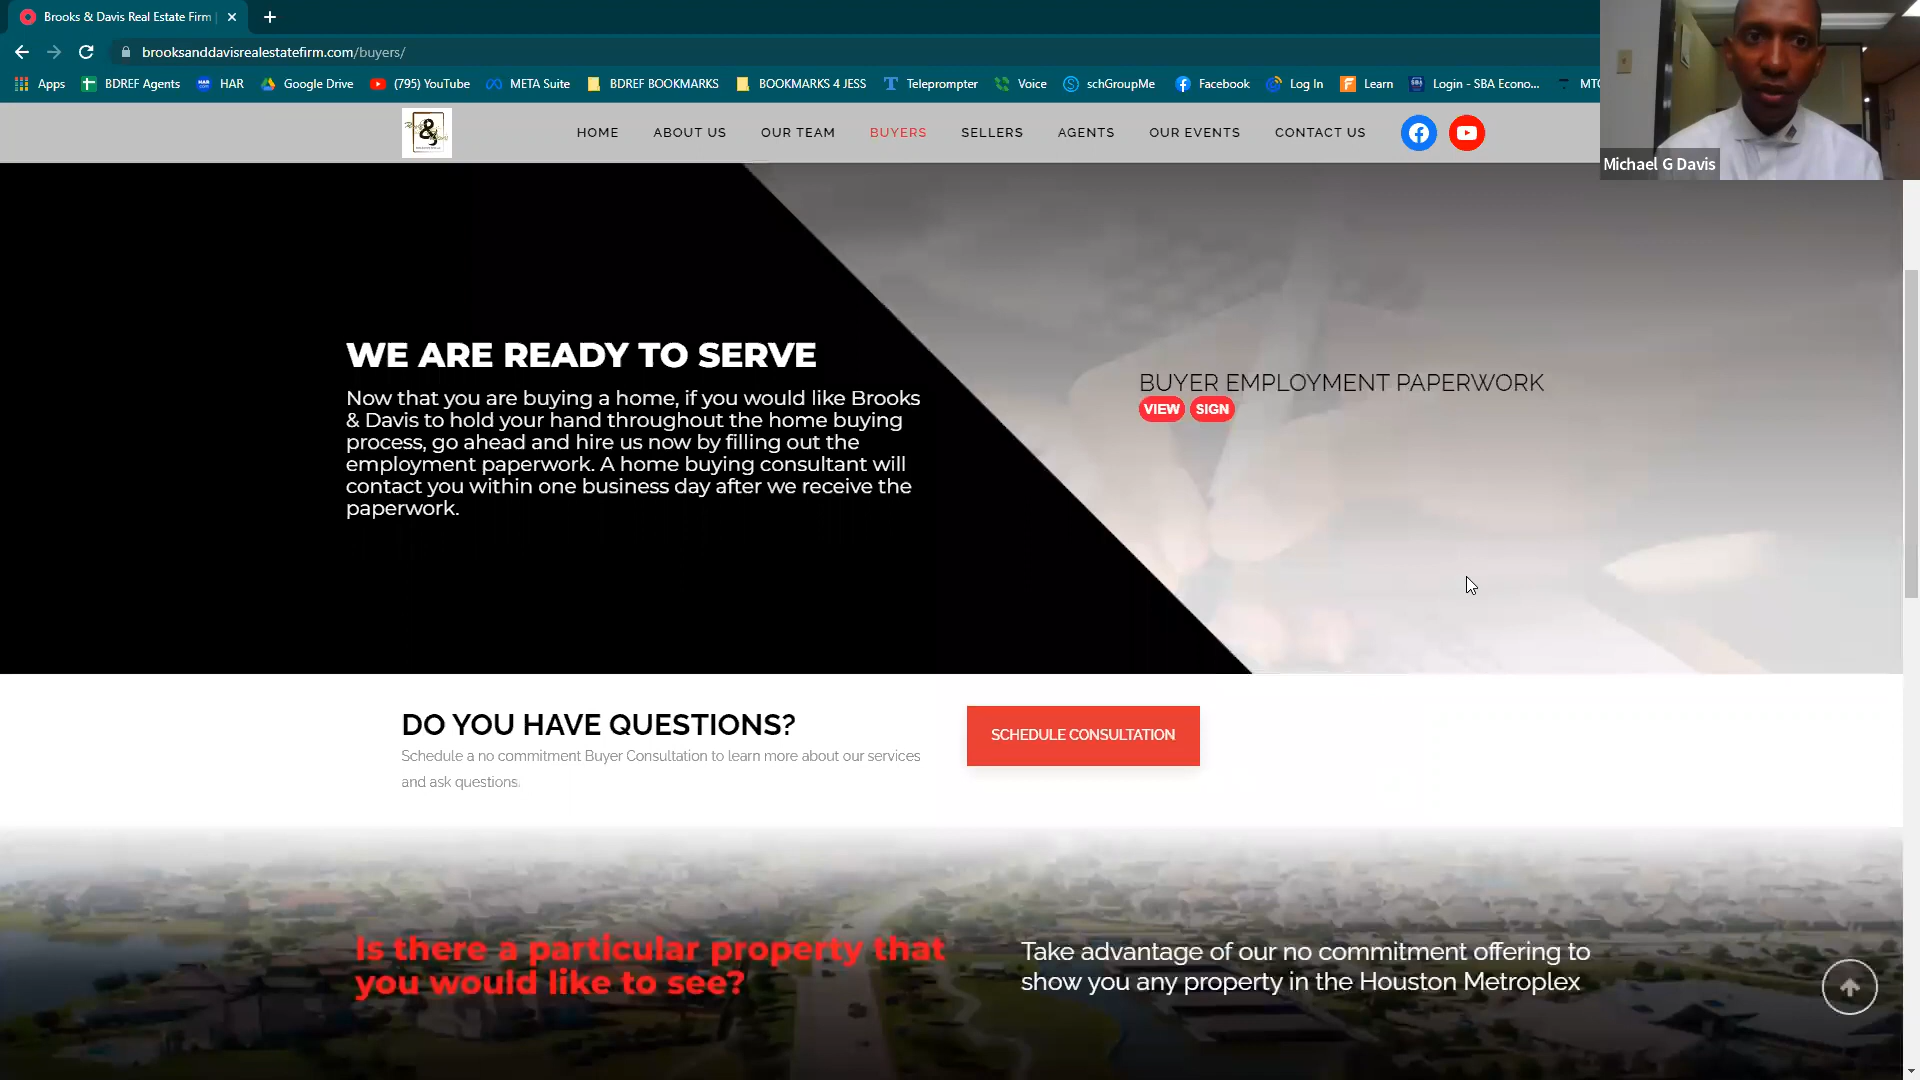 Brooks & Davis Real Estate Firm |
brooksanddavisrealestatefirm.com/buyers/
Apps BDREF Agents HAR Google Drive (795) YouTube META Suite BDREF BOOKMARKS BOOKMARKS 4 JESS Teleprompter Voice schGroupMe Facebook Log In Learn Login - SBA Econo... MTC
HOME ABOUT US OUR TEAM BUYERS SELLERS AGENTS OUR EVENTS CONTACT US
Michael G Davis
WE ARE READY TO SERVE
Now that you are buying a home, if you would like Brooks
& Davis to hold your hand throughout the home buying
process, go ahead and hire us now by filling out the
employment paperwork. A home buying consultant will
contact you within one business day after we receive the
paperwork.
BUYER EMPLOYMENT PAPERWORK
VIEW SIGN
DO YOU HAVE QUESTIONS?
Schedule a no commitment Buyer Consultation to learn more about our services
and ask questions.
SCHEDULE CONSULTATION
Is there a particular property that
you would like to see?
Take advantage of our no commitment offering to
show you any property in the Houston Metroplex